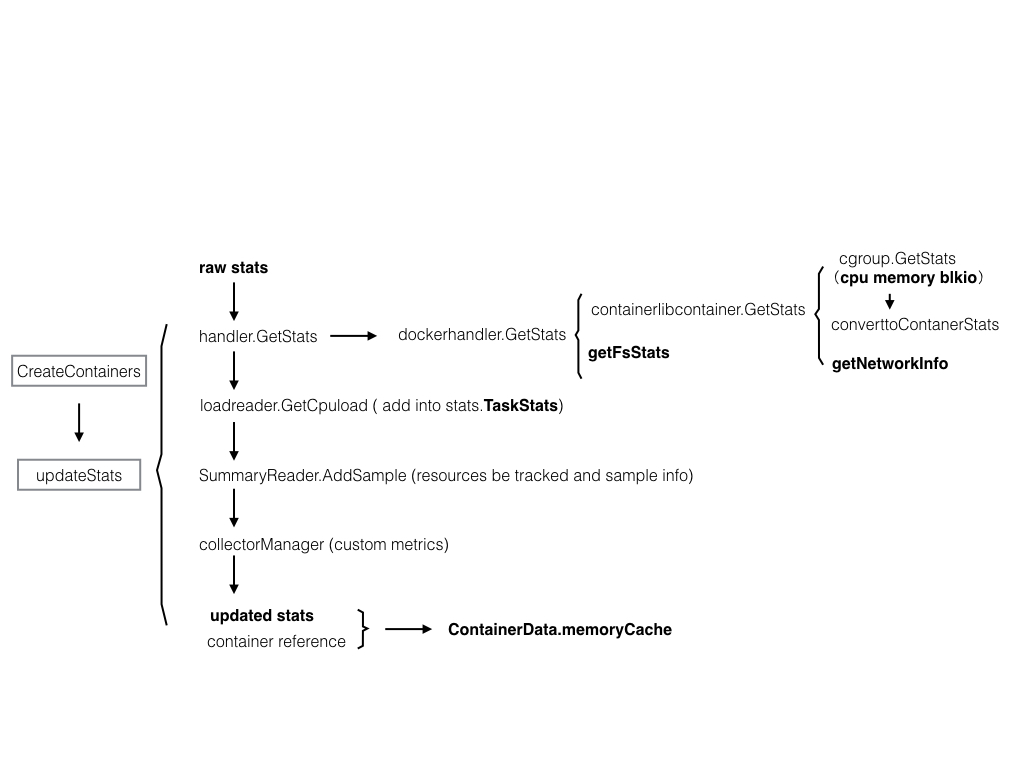 raw stats
cgroup.GetStats
（cpu memory blkio）
handler.GetStats
dockerhandler.GetStats
containerlibcontainer.GetStats
converttoContanerStats
getFsStats
getNetworkInfo
CreateContainers
loadreader.GetCpuload ( add into stats.TaskStats)
updateStats
SummaryReader.AddSample (resources be tracked and sample info)
collectorManager (custom metrics)
updated stats
container reference
ContainerData.memoryCache